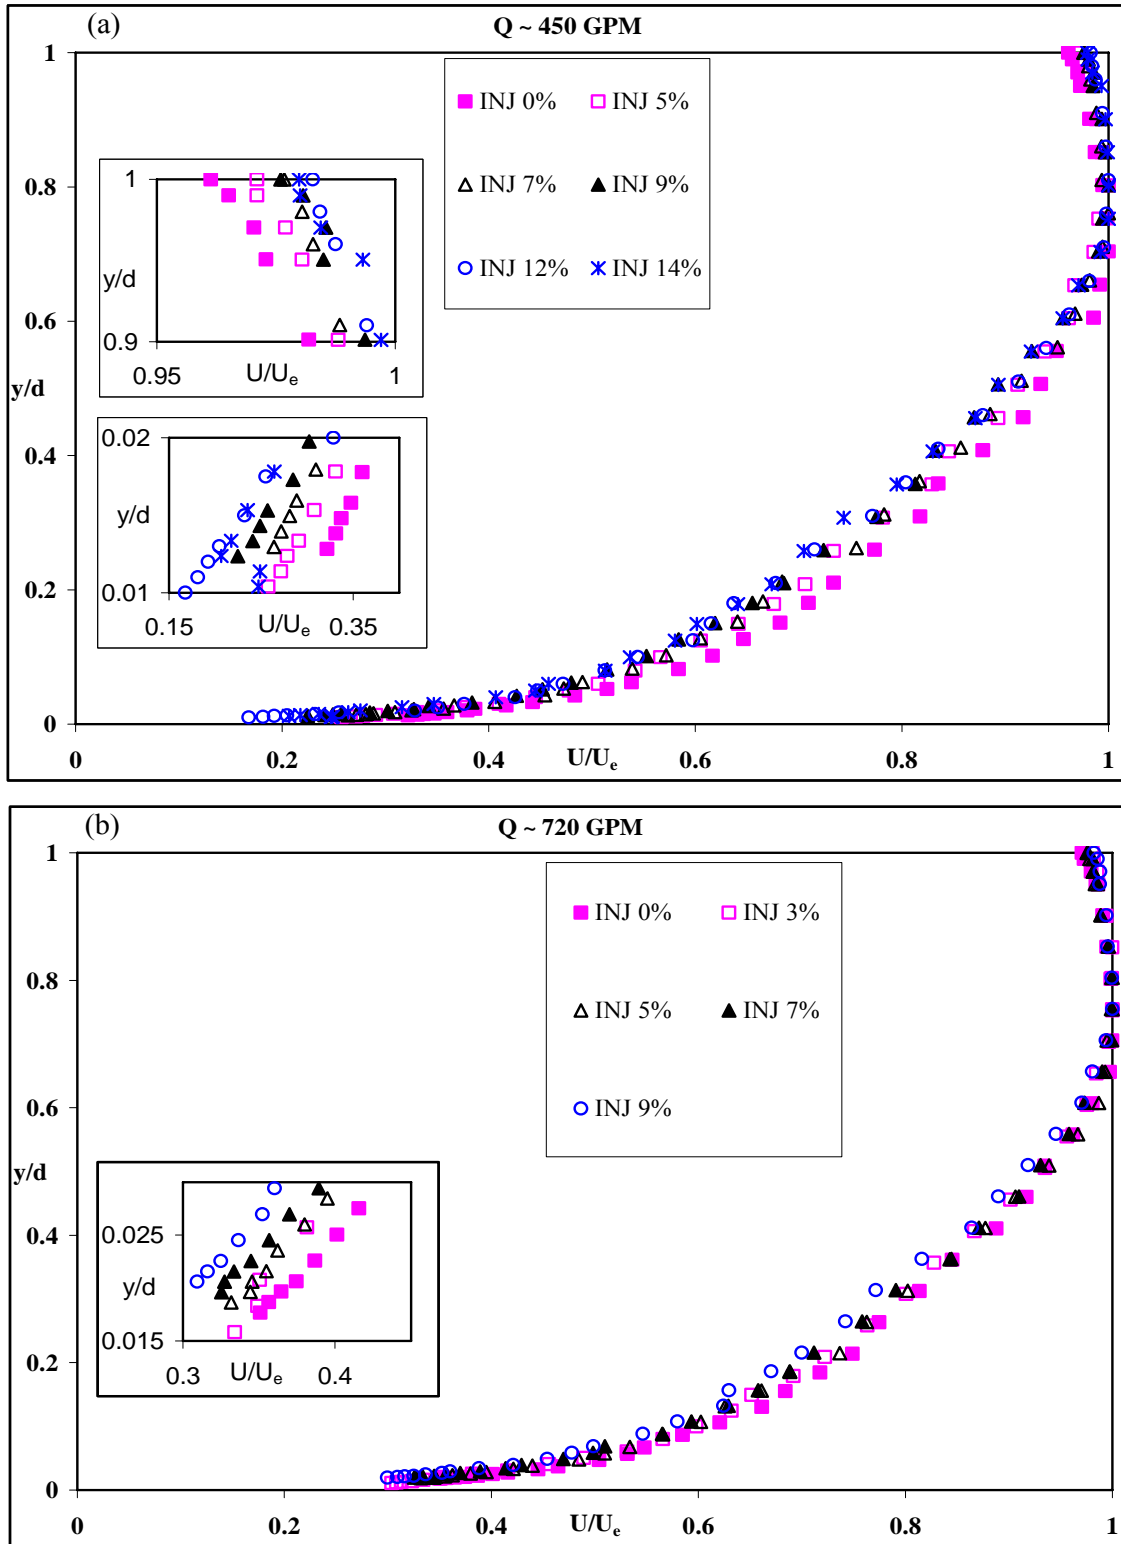 (a)
Q ~ 450 GPM
1
INJ 0%
INJ 5%
0.8
INJ 7%
INJ 9%
INJ 12%
INJ 14%
1
y/d
0.9
0.95
U/Ue
1
0.6
y/d
0.02
0.4
y/d
0.01
0.15
U/Ue
0.35
0.2
0
0
0.2
0.4
U/Ue
0.6
0.8
1
(b)
Q ~ 720 GPM
1
INJ 0%
INJ 3%
0.8
INJ 5%
INJ 7%
0.6
INJ 9%
y/d
0.4
0.025
y/d
0.015
0.3
U/Ue
0.4
0.2
0
0
0.2
0.4
U/Ue
0.6
0.8
1